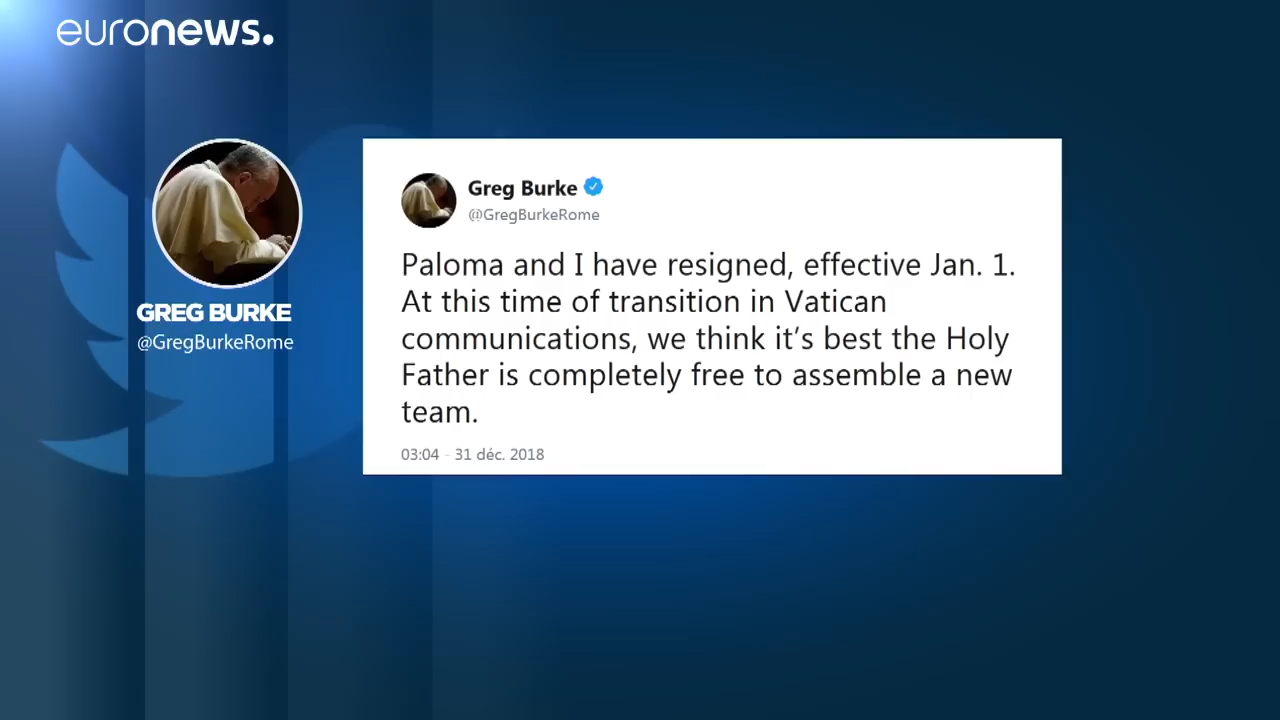 euronews.
GREG BURKE
@GregBurkeRome
Greg Burke
@GregBurkeRome
Paloma and I have resigned, effective Jan. 1.
At this time of transition in Vatican
communications, we think it’s best the Holy
Father is completely free to assemble a new
team.
03:04 - 31 déc. 2018